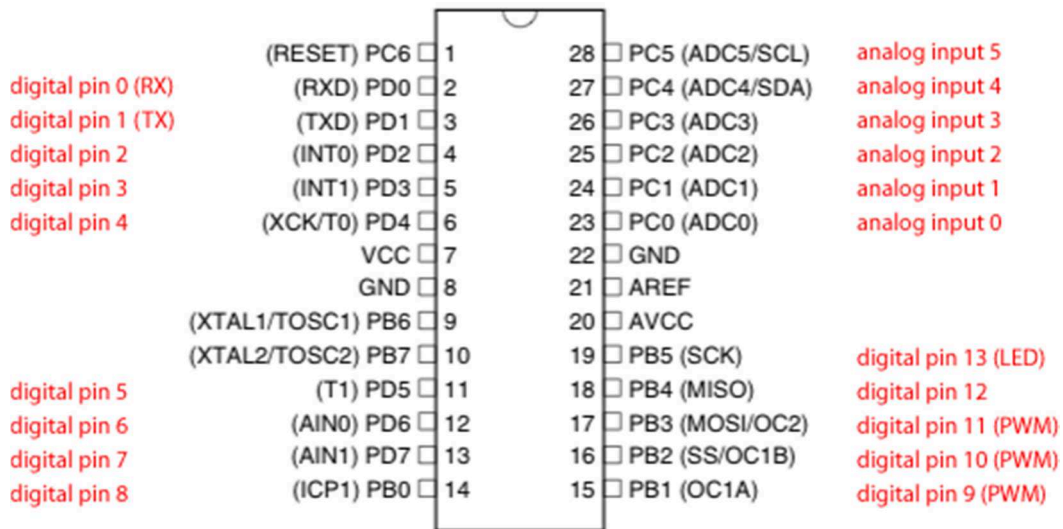 (RESET) PC6 1 28 PC5 (ADC5/SCL) analog input 5
digital pin 0 (RX) (RXD) PD0 2 27 PC4 (ADC4/SDA) analog input 4
digital pin 1 (TX) (TXD) PD1 3 26 PC3 (ADC3) analog input 3
digital pin 2 (INT0) PD2 4 25 PC2 (ADC2) analog input 2
digital pin 3 (INT1) PD3 5 24 PC1 (ADC1) analog input 1
digital pin 4 (XCK/T0) PD4 6 23 PC0 (ADC0) analog input 0
VCC 7 22 GND
GND 8 21 AREF
(XTAL1/TOSC1) PB6 9 20 AVCC
(XTAL2/TOSC2) PB7 10 19 PB5 (SCK) digital pin 13 (LED)
digital pin 5 (T1) PD5 11 18 PB4 (MISO) digital pin 12
digital pin 6 (AIN0) PD6 12 17 PB3 (MOSI/OC2) digital pin 11 (PWM)
digital pin 7 (AIN1) PD7 13 16 PB2 (SS/OC1B) digital pin 10 (PWM)
digital pin 8 (ICP1) PB0 14 15 PB1 (OC1A) digital pin 9 (PWM)